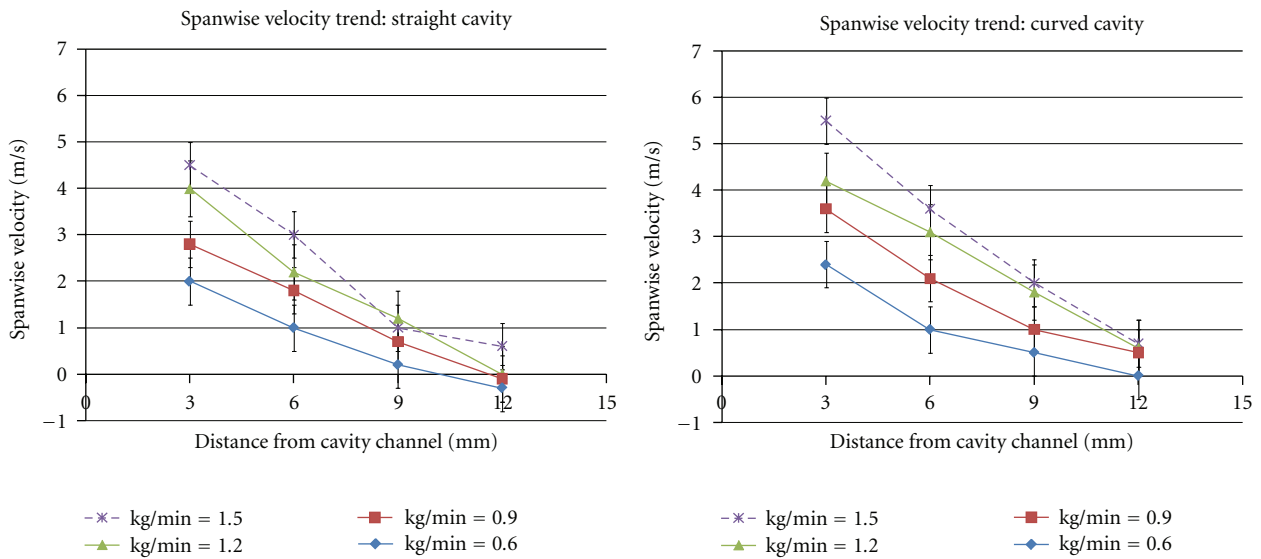 Spanwise velocity trend: straight cavity
7
6
5
4
3
2
1
0
−1
0
3
6
9
12
15
Spanwise velocity (m/s)
Distance from cavity channel (mm)
kg/min = 1.5
kg/min = 0.9
kg/min = 1.2
kg/min = 0.6
Spanwise velocity trend: curved cavity
7
6
5
4
3
2
1
0
−1
0
3
6
9
12
15
Spanwise velocity (m/s)
Distance from cavity channel (mm)
kg/min = 1.5
kg/min = 0.9
kg/min = 1.2
kg/min = 0.6